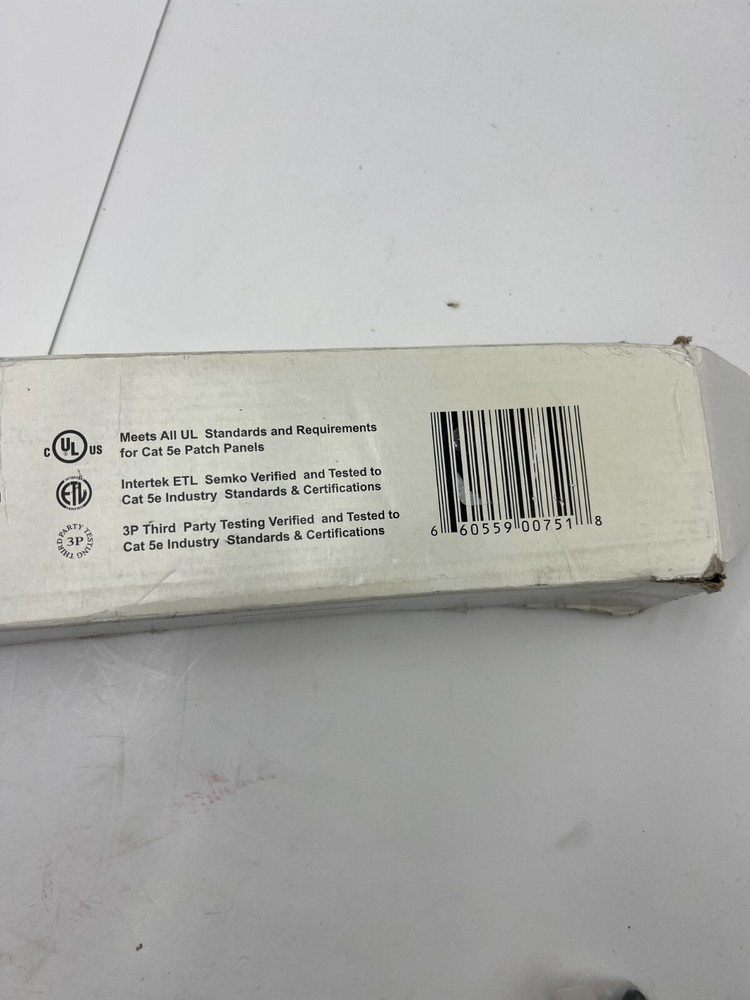 C UL US
Meets All UL Standards and Requirements
for Cat 5e Patch Panels
INTERTEK
ETL
Intertek ETL Semko Verified and Tested to
Cat 5e Industry Standards & Certifications
THIRD PARTY TESTING
3P
3P Third Party Testing Verified and Tested to
Cat 5e Industry Standards & Certifications
6 60559 00751 8